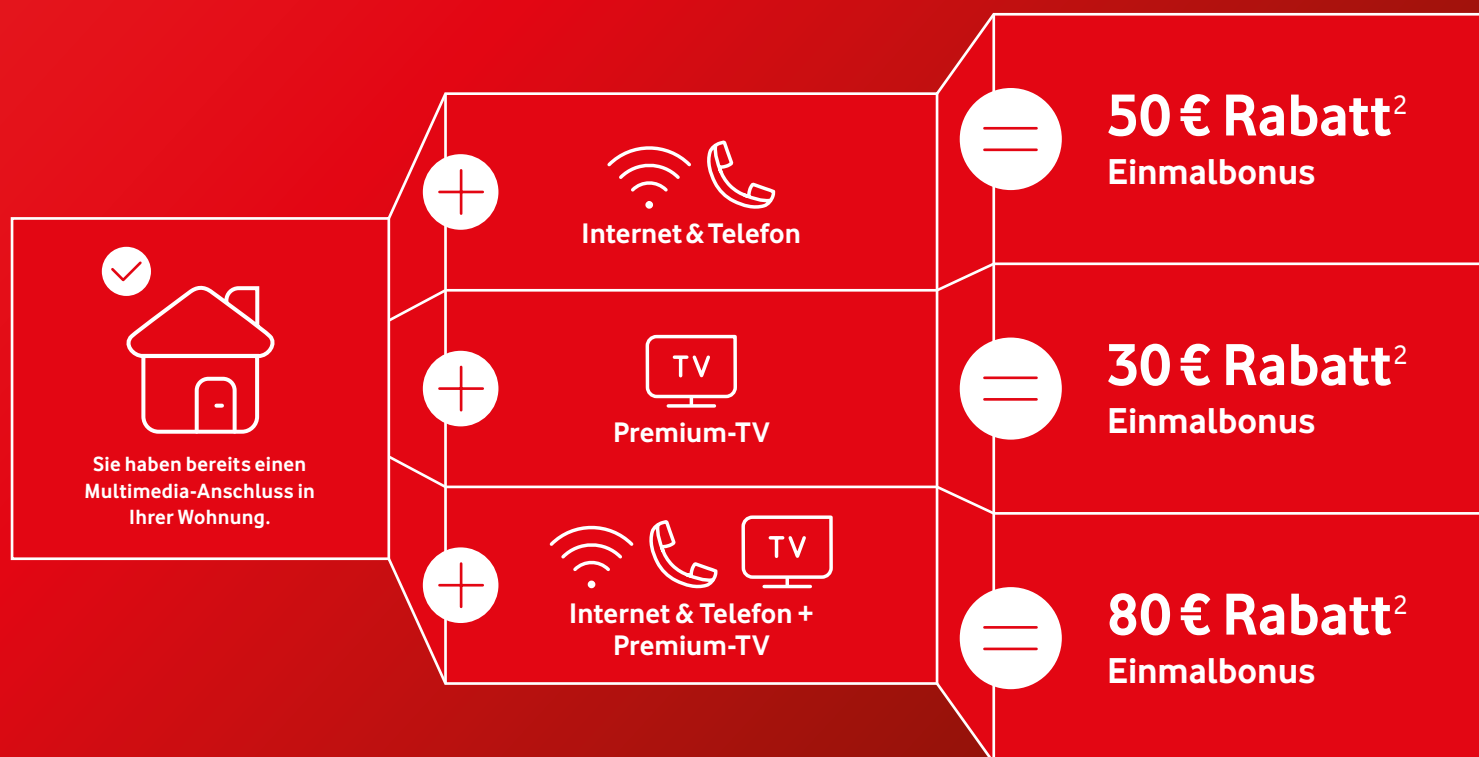 Sie haben bereits einen
Multimedia-Anschluss in
Ihrer Wohnung.
Internet & Telefon
50 € Rabatt²
Einmalbonus
TV
Premium-TV
30 € Rabatt²
Einmalbonus
TV
Internet & Telefon +
Premium-TV
80 € Rabatt²
Einmalbonus